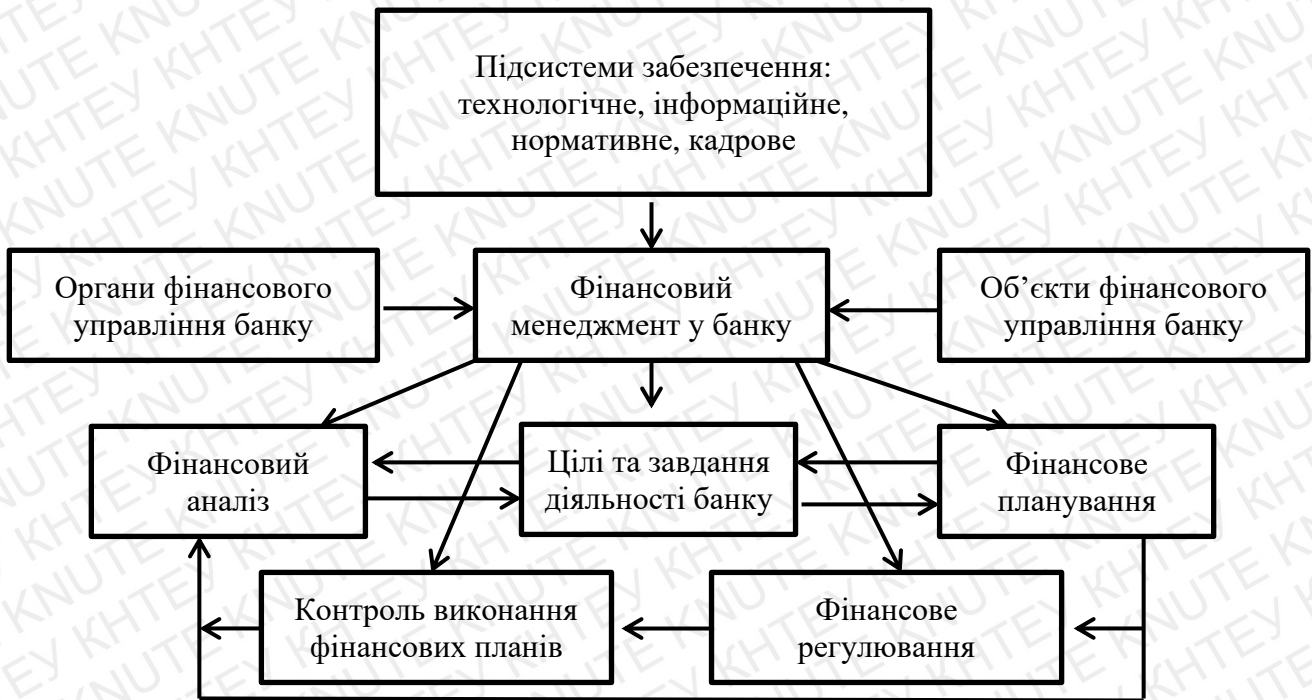 Підсистеми забезпечення:
технологічне, інформаційне,
нормативне, кадрове
Органи фінансового
управління банку
Фінансовий
менеджмент у банку
Об’єкти фінансового
управління банку
Фінансовий
аналіз
Цілі та завдання
діяльності банку
Фінансове
планування
Контроль виконання
фінансових планів
Фінансове
регулювання